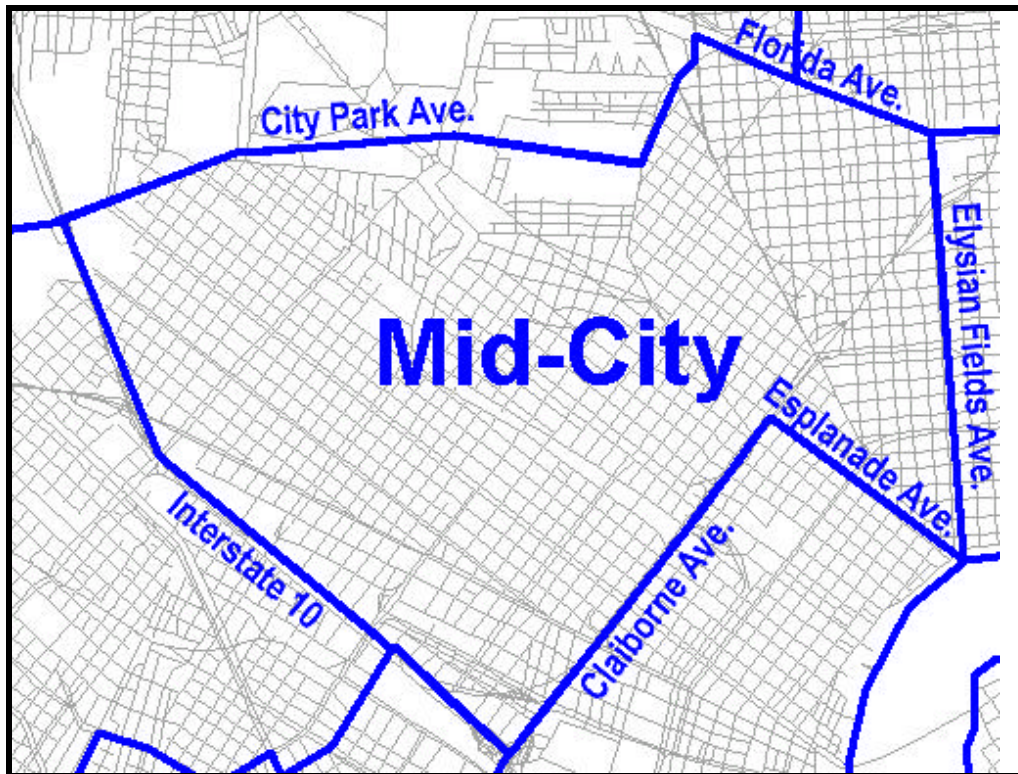 Florida Ave.
City Park Ave.
Elysian Fields Ave.
Mid-City
Esplanade Ave.
Interstate 10
Claiborne Ave.